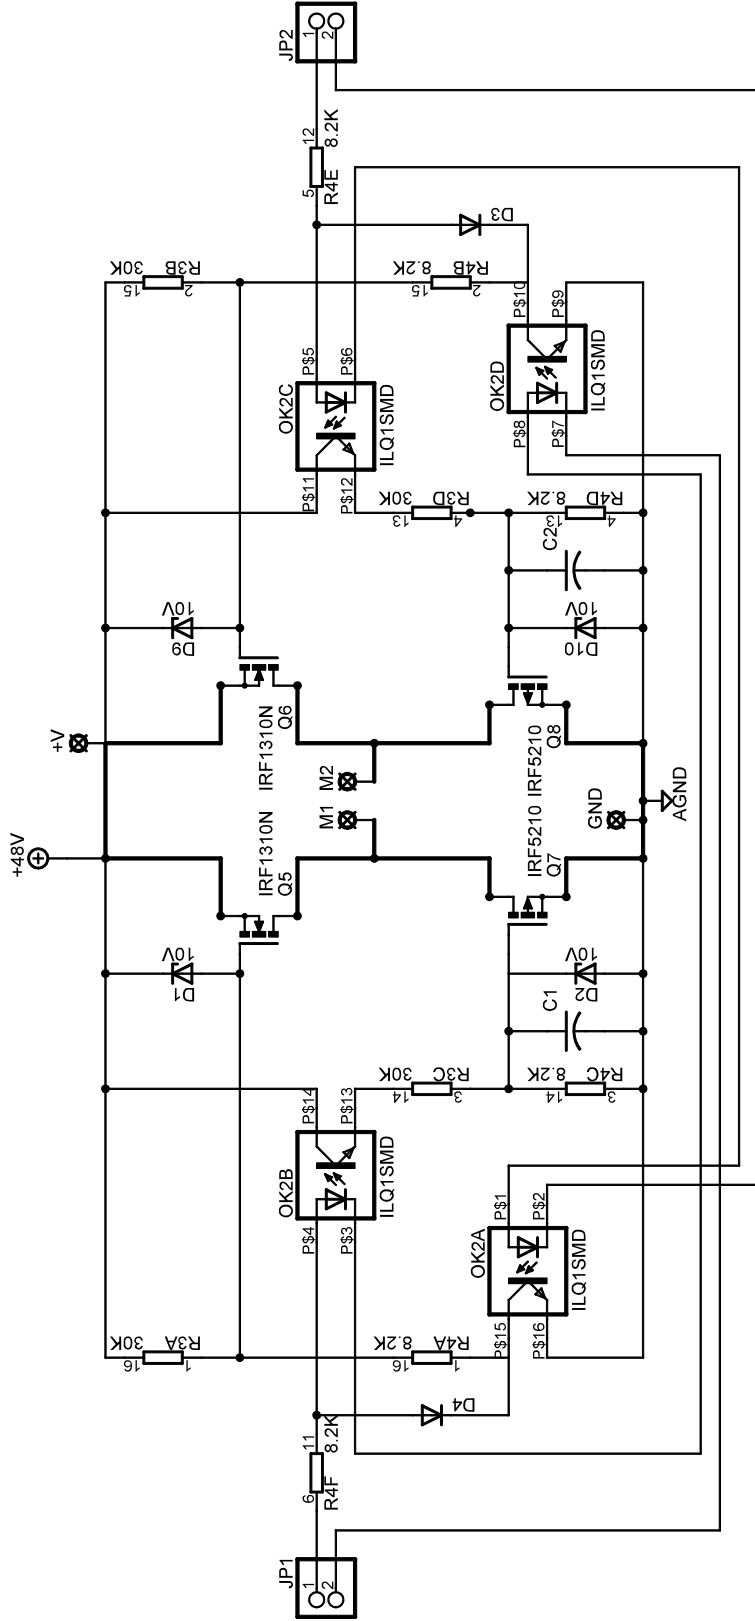 JP2
1
2
12
8.2K
5
R4E
D3
30K
R3B
15
2
8.2K
R4B
15
2
P$10
P$9
P$5
P$6
OK2C
ILQ1SMD
OK2D
ILQ1SMD
P$8
P$7
P$11
P$12
30K
R3D
13
4
8.2K
R4D
13
4
C2
10V
D9
10V
D10
+V
Q6
IRF1310N
M2
Q8
IRF5210
+48V
M1
GND
AGND
IRF1310N
Q5
IRF5210
Q7
10V
D1
10V
D2
C1
30K
R3C
14
3
8.2K
R4C
14
3
P$14
P$13
OK2B
ILQ1SMD
P$4
P$3
P$1
P$2
OK2A
ILQ1SMD
P$15
P$16
30K
R3A
16
1
8.2K
R4A
16
1
D4
11
8.2K
6
R4F
JP1
1
2